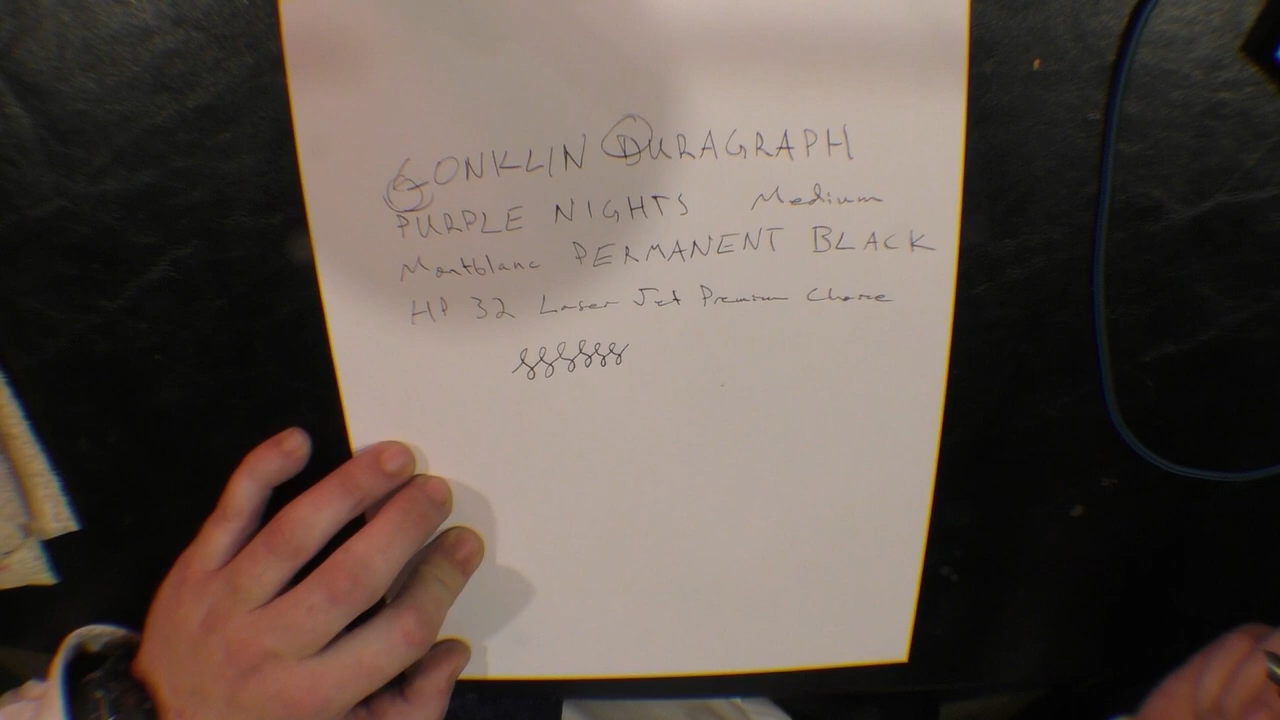 CONKLIN DURAGRAPH
PURPLE NIGHTS Medium
Montblanc PERMANENT BLACK
HP 32 Laser Jet Premium Choice